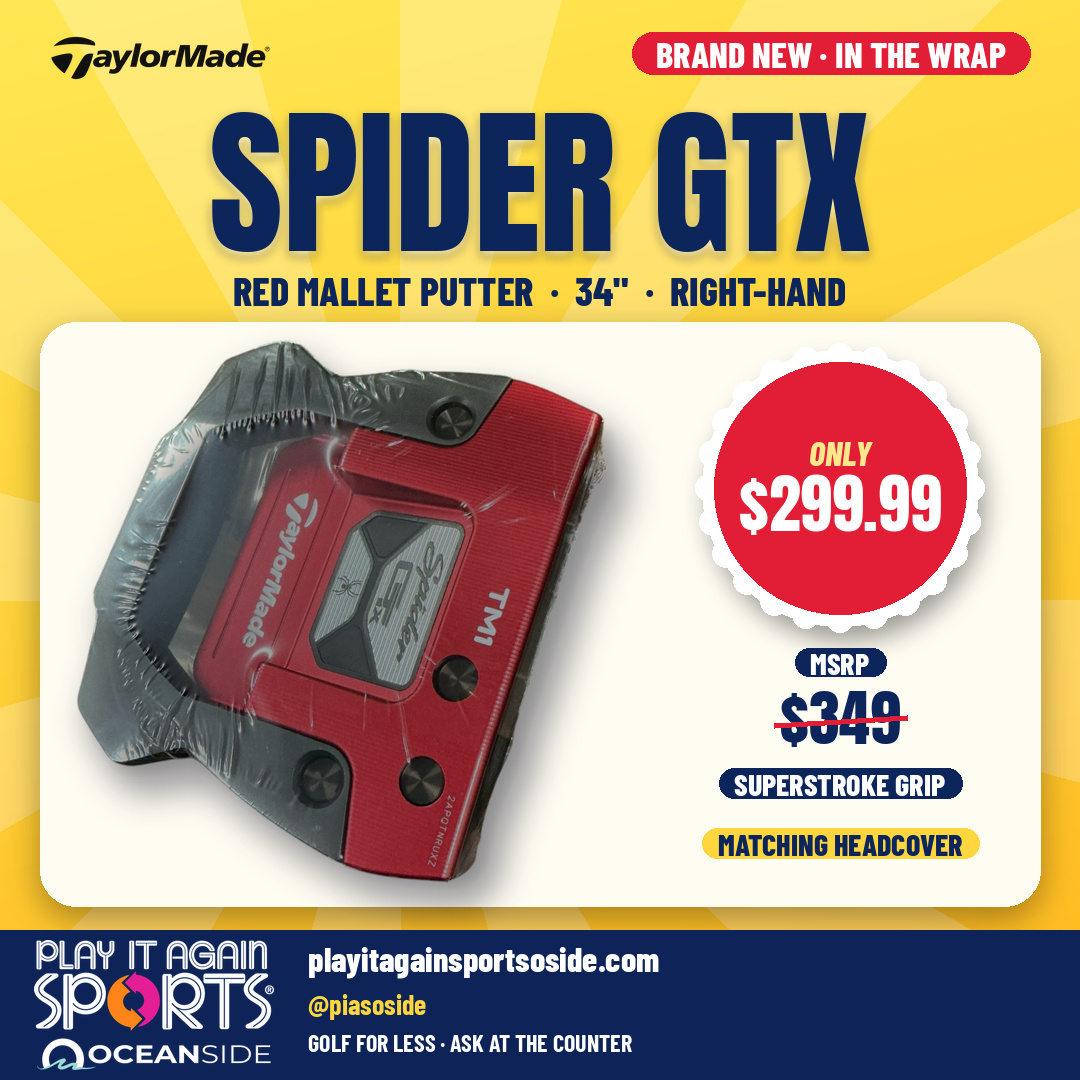 TaylorMade®
BRAND NEW · IN THE WRAP
SPIDER GTX
RED MALLET PUTTER · 34" · RIGHT-HAND
TaylorMade
Spider
GTX
TM1
2APQTNRUXZ
ONLY
$299.99
MSRP
$349
SUPERSTROKE GRIP
MATCHING HEADCOVER
PLAY IT AGAIN
SPORTS®
OCEANSIDE
playitagainsportsoside.com
@piasoside
GOLF FOR LESS · ASK AT THE COUNTER